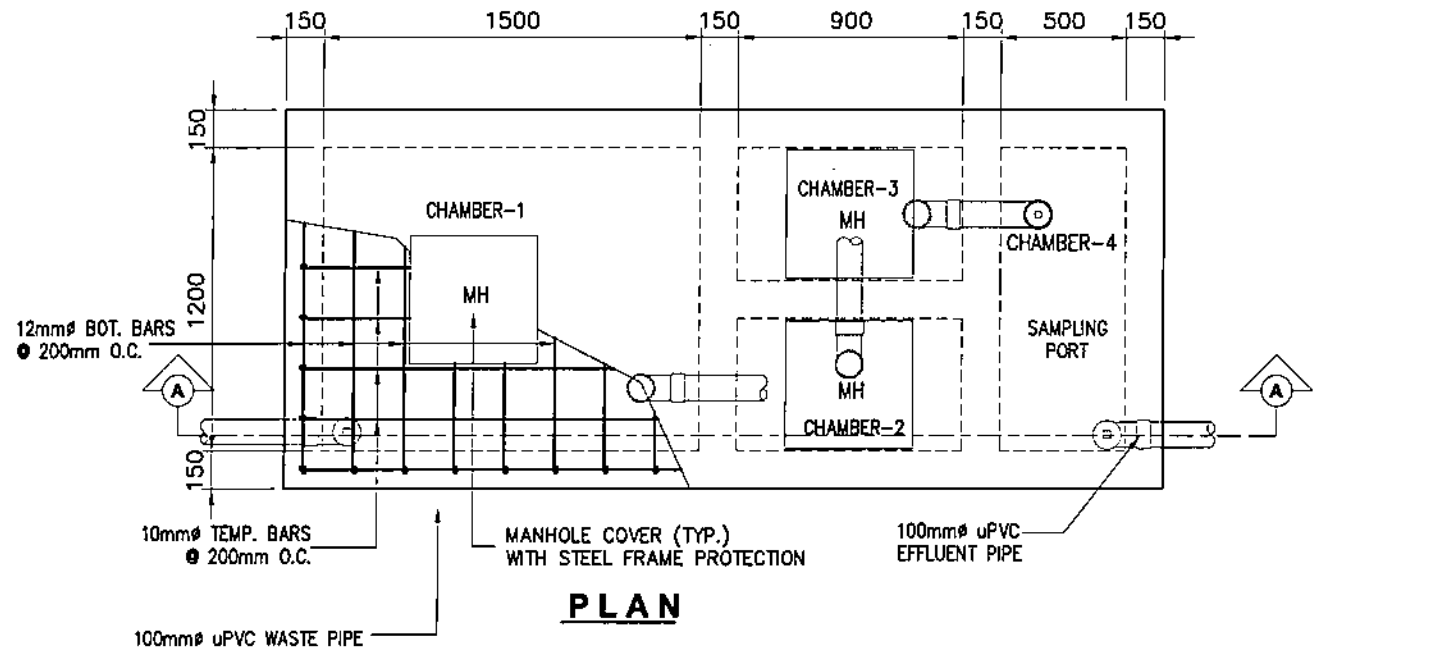 150 1500 150 900 150 500 150
150
1200
150
CHAMBER-1
MH
CHAMBER-3
MH
CHAMBER-4
SAMPLING
PORT
MH
CHAMBER-2
12mmø BOT. BARS
@ 200mm O.C.
A
A
10mmø TEMP. BARS
@ 200mm O.C.
MANHOLE COVER (TYP.)
WITH STEEL FRAME PROTECTION
100mmø uPVC
EFFLUENT PIPE
PLAN
100mmø uPVC WASTE PIPE